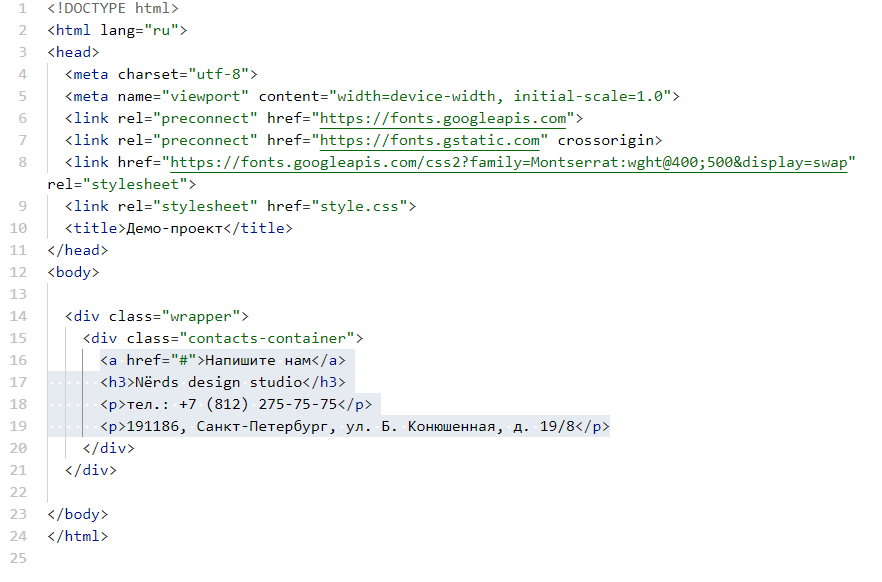 1 <!DOCTYPE html>
2 <html lang="ru">
3 <head>
4 <meta charset="utf-8">
5 <meta name="viewport" content="width=device-width, initial-scale=1.0">
6 <link rel="preconnect" href="https://fonts.googleapis.com">
7 <link rel="preconnect" href="https://fonts.gstatic.com" crossorigin>
8 <link href="https://fonts.googleapis.com/css2?family=Montserrat:wght@400;500&display=swap"
rel="stylesheet">
9 <link rel="stylesheet" href="style.css">
10 <title>Демо-проект</title>
11 </head>
12 <body>
13
14 <div class="wrapper">
15 <div class="contacts-container">
16 <a href="#">Напишите нам</a>
17 <h3>Nёrds design studio</h3>
18 <p>тел.: +7 (812) 275-75-75</p>
19 <p>191186, Санкт-Петербург, ул. Б. Конюшенная, д. 19/8</p>
20 </div>
21 </div>
22
23 </body>
24 </html>
25